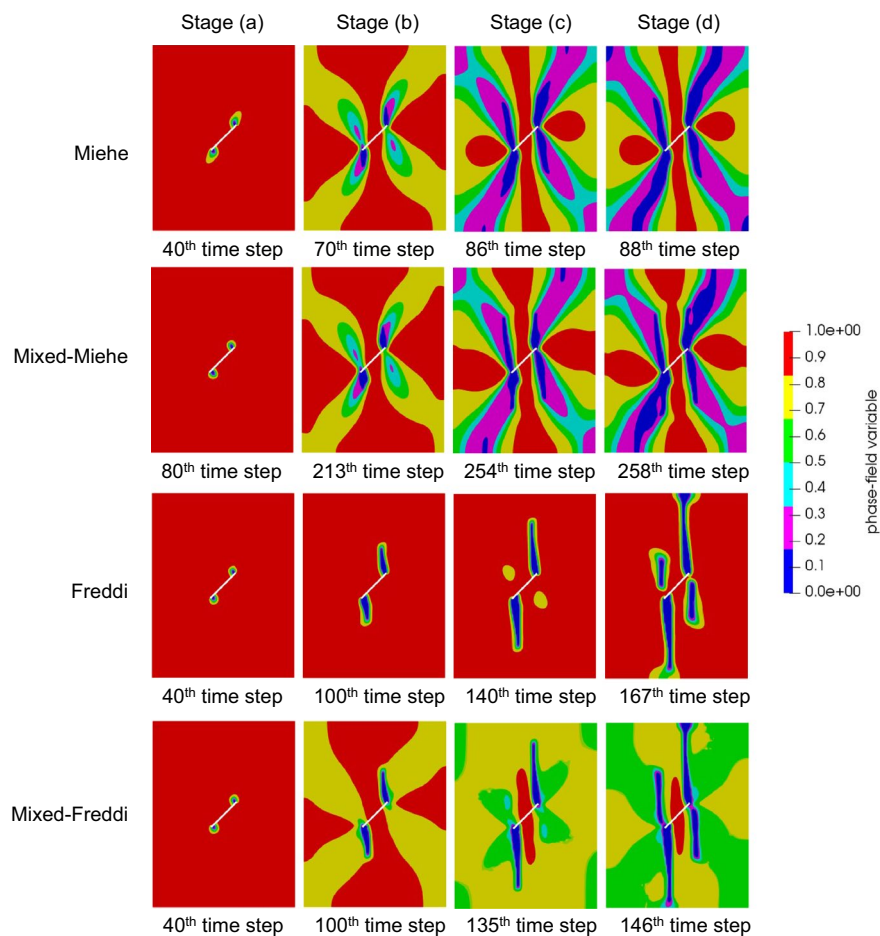 Stage (a) Stage (b) Stage (c) Stage (d)
Miehe
40th time step 70th time step 86th time step 88th time step
Mixed-Miehe
80th time step 213th time step 254th time step 258th time step
Freddi
40th time step 100th time step 140th time step 167th time step
Mixed-Freddi
40th time step 100th time step 135th time step 146th time step
1.0e+00
0.9
0.8
0.7
0.6
0.5
0.4
0.3
0.2
0.1
0.0e+00
phase-field variable